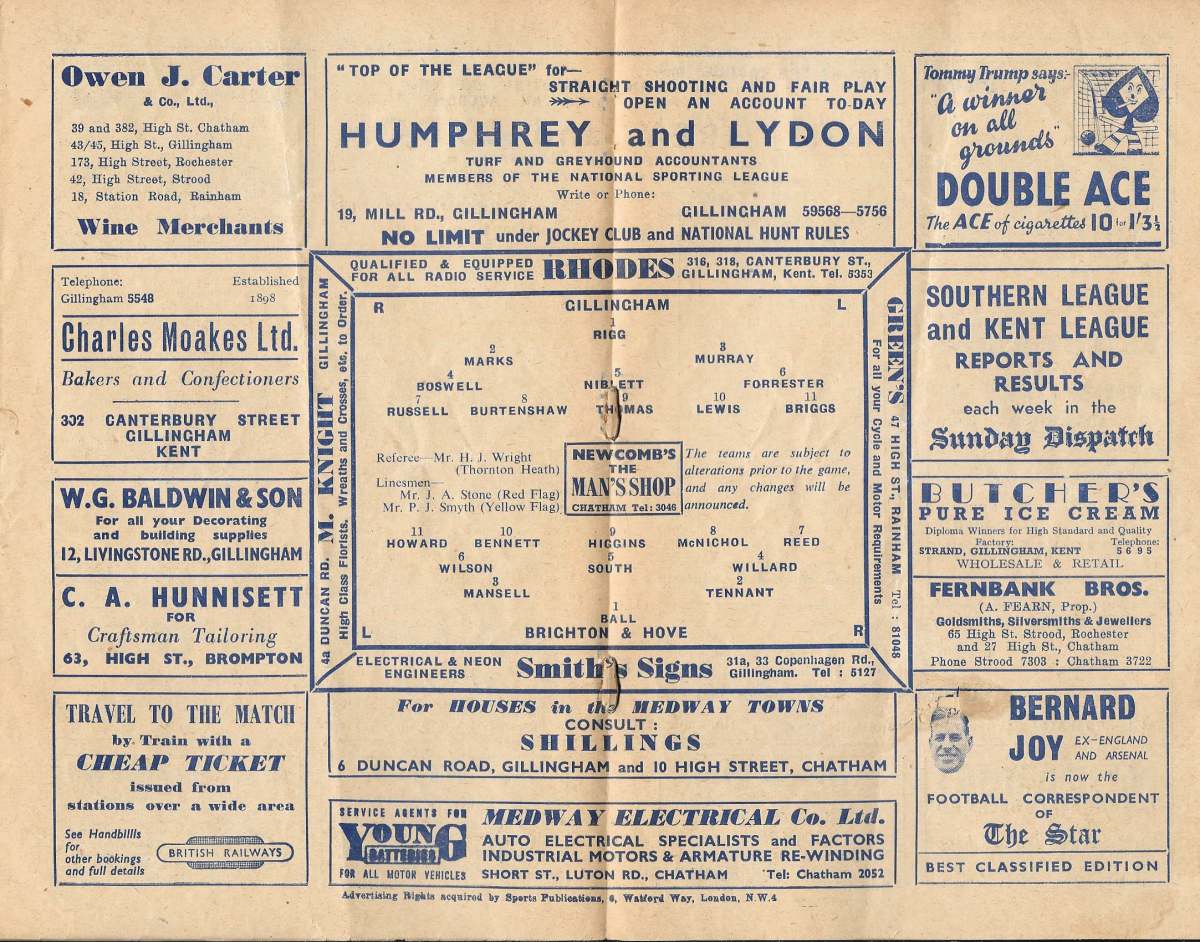 Owen J. Carter
& Co., Ltd.,
39 and 382, High St. Chatham
43/45, High St., Gillingham
173, High Street, Rochester
42, High Street, Strood
18, Station Road, Rainham
Wine Merchants
"TOP OF THE LEAGUE" for—
STRAIGHT SHOOTING AND FAIR PLAY
OPEN AN ACCOUNT TO-DAY
HUMPHREY and LYDON
TURF AND GREYHOUND ACCOUNTANTS
MEMBERS OF THE NATIONAL SPORTING LEAGUE
Write or Phone:
19, MILL RD., GILLINGHAM GILLINGHAM 59568—5756
NO LIMIT under JOCKEY CLUB and NATIONAL HUNT RULES
Tommy Trump says:-
"A winner
on all
grounds"
DOUBLE ACE
The ACE of cigarettes 10 for 1'3½
Telephone: Established
Gillingham 5548 1898
Charles Moakes Ltd.
Bakers and Confectioners
302 CANTERBURY STREET
GILLINGHAM
KENT
W.G. BALDWIN & SON
For all your Decorating
and building supplies
12, LIVINGSTONE RD., GILLINGHAM
C. A. HUNNISETT
FOR
Craftsman Tailoring
63, HIGH ST., BROMPTON
TRAVEL TO THE MATCH
by Train with a
CHEAP TICKET
issued from
stations over a wide area
See Handbillls
for
other bookings
and full details
BRITISH RAILWAYS
QUALIFIED & EQUIPPED
FOR ALL RADIO SERVICE
RHODES
316, 318, CANTERBURY ST.,
GILLINGHAM, Kent. Tel. 5353
4a DUNCAN RD. M. KNIGHT GILLINGHAM
High Class Florists. Wreaths and Crosses, etc. to Order.
R GILLINGHAM L
1
RIGG
2 3
MARKS MURRAY
4 5 6
BOSWELL NIBLETT FORRESTER
7 8 9 10 11
RUSSELL BURTENSHAW THOMAS LEWIS BRIGGS
Referee—Mr. H. J. Wright
(Thornton Heath)
Linesmen—
Mr. J. A. Stone (Red Flag)
Mr. P. J. Smyth (Yellow Flag)
NEWCOMB'S
THE
MAN'S SHOP
CHATHAM Tel: 3046
The teams are subject to
alterations prior to the game,
and any changes will be
announced.
11 10 9 8 7
HOWARD BENNETT HIGGINS McNICHOL REED
6 5 4
WILSON SOUTH WILLARD
3 2
MANSELL TENNANT
1
BALL
L BRIGHTON & HOVE R
GREEN'S 47 HIGH ST., RAINHAM Tel : 81048
For all your Cycle and Motor Requirements
ELECTRICAL & NEON
ENGINEERS
Smith's Signs
31a, 33 Copenhagen Rd.,
Gillingham. Tel : 5127
For HOUSES in the MEDWAY TOWNS
CONSULT :
SHILLINGS
6 DUNCAN ROAD, GILLINGHAM and 10 HIGH STREET, CHATHAM
SERVICE AGENTS FOR
YOUNG
BATTERIES
FOR ALL MOTOR VEHICLES
MEDWAY ELECTRICAL Co. Ltd.
AUTO ELECTRICAL SPECIALISTS and FACTORS
INDUSTRIAL MOTORS & ARMATURE RE-WINDING
SHORT ST., LUTON RD., CHATHAM Tel: Chatham 2052
SOUTHERN LEAGUE
and KENT LEAGUE
REPORTS AND
RESULTS
each week in the
Sunday Dispatch
BUTCHER'S
PURE ICE CREAM
Diploma Winners for High Standard and Quality
Factory: Telephone:
STRAND, GILLINGHAM, KENT 5695
WHOLESALE & RETAIL
FERNBANK BROS.
(A. FEARN, Prop.)
Goldsmiths, Silversmiths & Jewellers
65 High St. Strood, Rochester
and 27 High St., Chatham
Phone Strood 7303 : Chatham 3722
BERNARD
JOY EX-ENGLAND
AND ARSENAL
is now the
FOOTBALL CORRESPONDENT
OF
The Star
BEST CLASSIFIED EDITION
Advertising Rights acquired by Sports Publications, 6, Watford Way, London, N.W.4